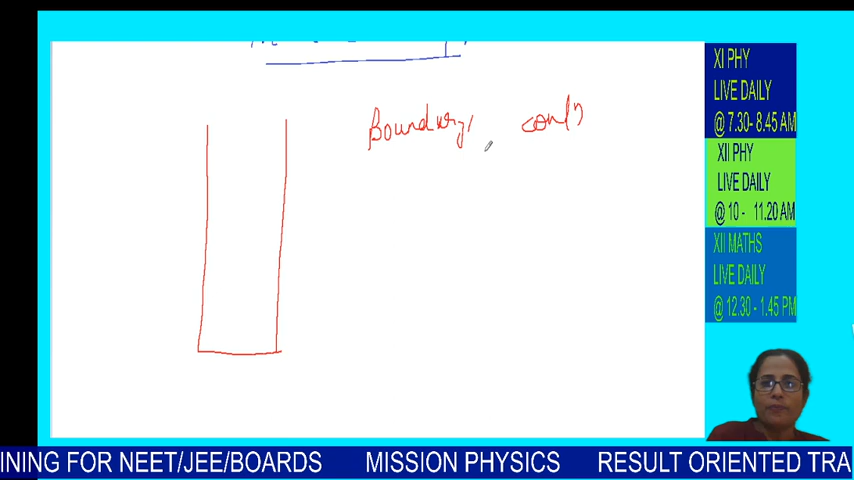 Boundary,
XI PHY
LIVE DAILY
@ 7.30- 8.45 AM
XII PHY
LIVE DAILY
@ 10 - 11.20 AM
XII MATHS
LIVE DAILY
@ 12.30 - 1.45 PM
INING FOR NEET/JEE/BOARDS MISSION PHYSICS RESULT ORIENTED TRA